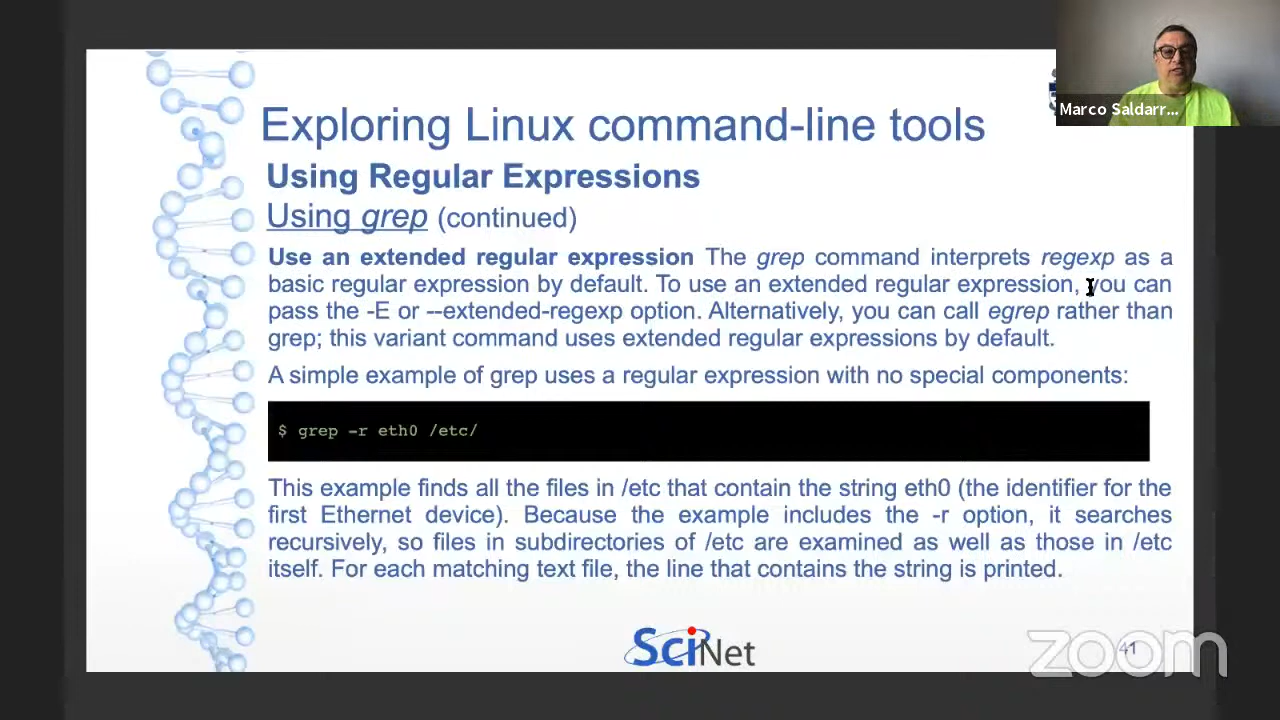 Marco Saldarr...
Exploring Linux command-line tools
Using Regular Expressions
Using grep (continued)
Use an extended regular expression The grep command interprets regexp as a
basic regular expression by default. To use an extended regular expression, you can
pass the -E or --extended-regexp option. Alternatively, you can call egrep rather than
grep; this variant command uses extended regular expressions by default.
A simple example of grep uses a regular expression with no special components:
$ grep -r eth0 /etc/
This example finds all the files in /etc that contain the string eth0 (the identifier for the
first Ethernet device). Because the example includes the -r option, it searches
recursively, so files in subdirectories of /etc are examined as well as those in /etc
itself. For each matching text file, the line that contains the string is printed.
SciNet
41
zoom